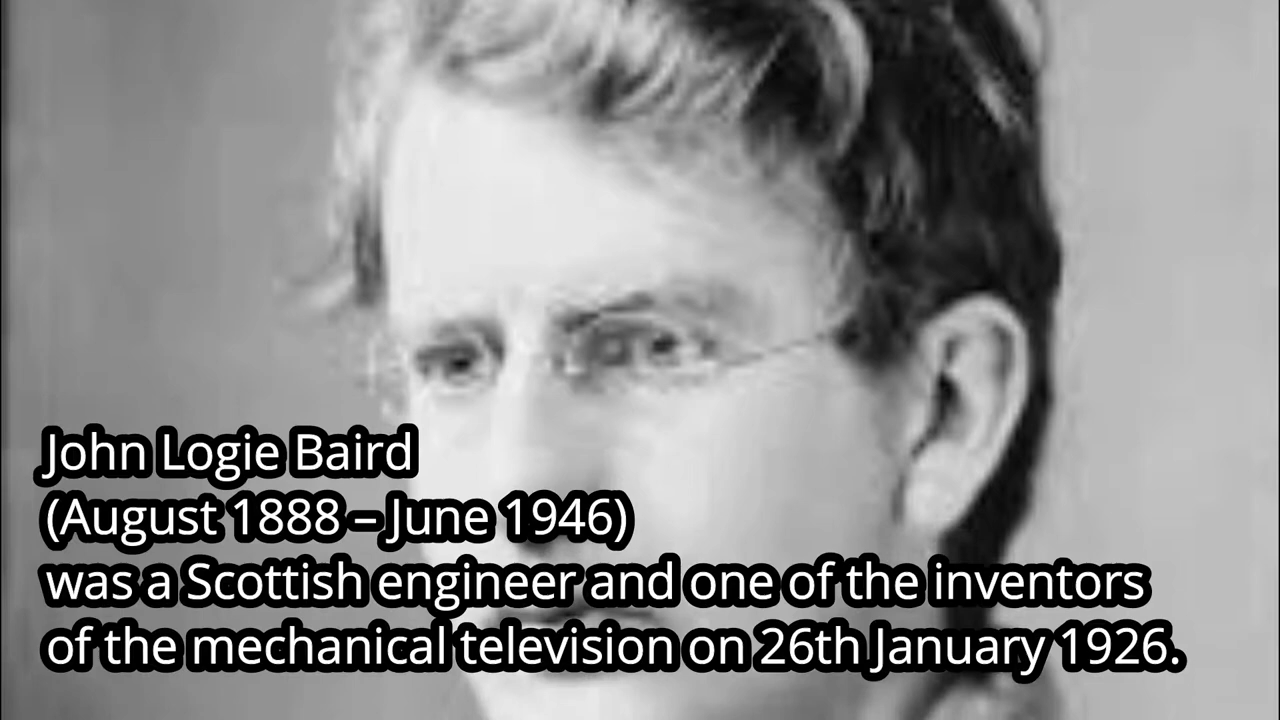 John Logie Baird
(August 1888 – June 1946)
was a Scottish engineer and one of the inventors
of the mechanical television on 26th January 1926.